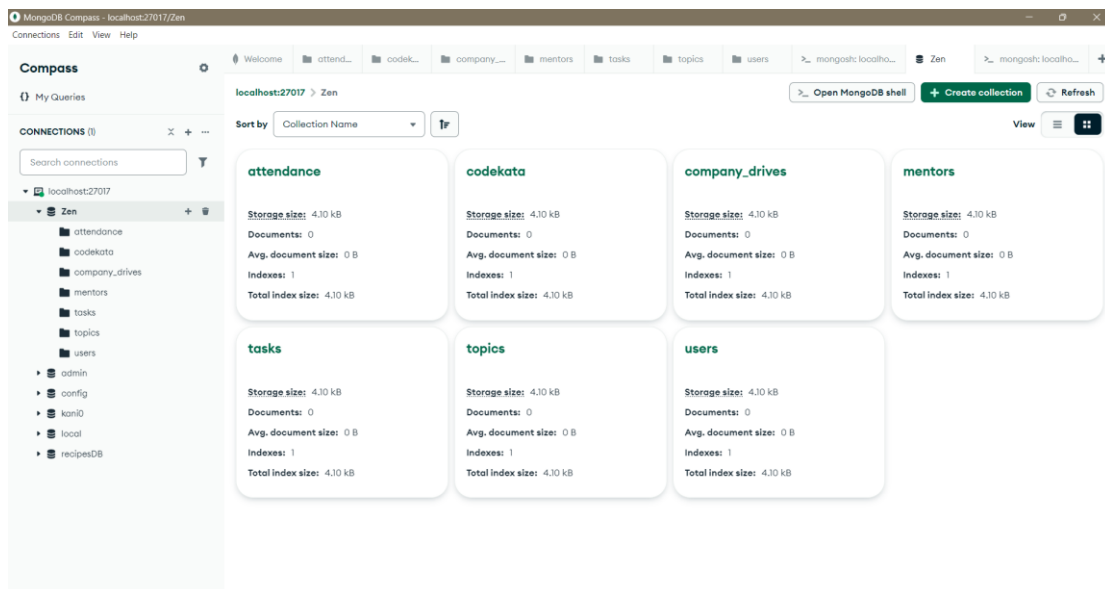 MongoDB Compass - localhost:27017/Zen
Connections Edit View Help
Compass
{} My Queries
CONNECTIONS (1)
Search connections
localhost:27017
Zen
attendance
codekata
company_drives
mentors
tasks
topics
users
admin
config
kani0
local
recipesDB
Welcome attend... codek... company_... mentors tasks topics users >_ mongosh: localho... Zen >_ mongosh: localho... +
localhost:27017 > Zen
>_ Open MongoDB shell + Create collection Refresh
Sort by Collection Name View
attendance
Storage size: 4.10 kB
Documents: 0
Avg. document size: 0 B
Indexes: 1
Total index size: 4.10 kB
codekata
Storage size: 4.10 kB
Documents: 0
Avg. document size: 0 B
Indexes: 1
Total index size: 4.10 kB
company_drives
Storage size: 4.10 kB
Documents: 0
Avg. document size: 0 B
Indexes: 1
Total index size: 4.10 kB
mentors
Storage size: 4.10 kB
Documents: 0
Avg. document size: 0 B
Indexes: 1
Total index size: 4.10 kB
tasks
Storage size: 4.10 kB
Documents: 0
Avg. document size: 0 B
Indexes: 1
Total index size: 4.10 kB
topics
Storage size: 4.10 kB
Documents: 0
Avg. document size: 0 B
Indexes: 1
Total index size: 4.10 kB
users
Storage size: 4.10 kB
Documents: 0
Avg. document size: 0 B
Indexes: 1
Total index size: 4.10 kB